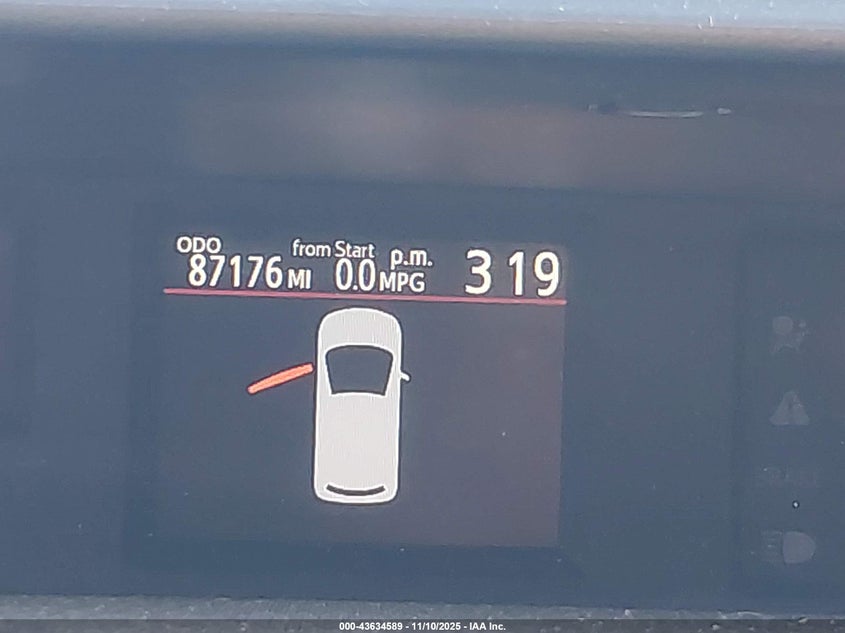 ODO from Start p.m. 3 19
87176 MI 0.0 MPG
000-43634589 - 11/10/2025 - IAA Inc.